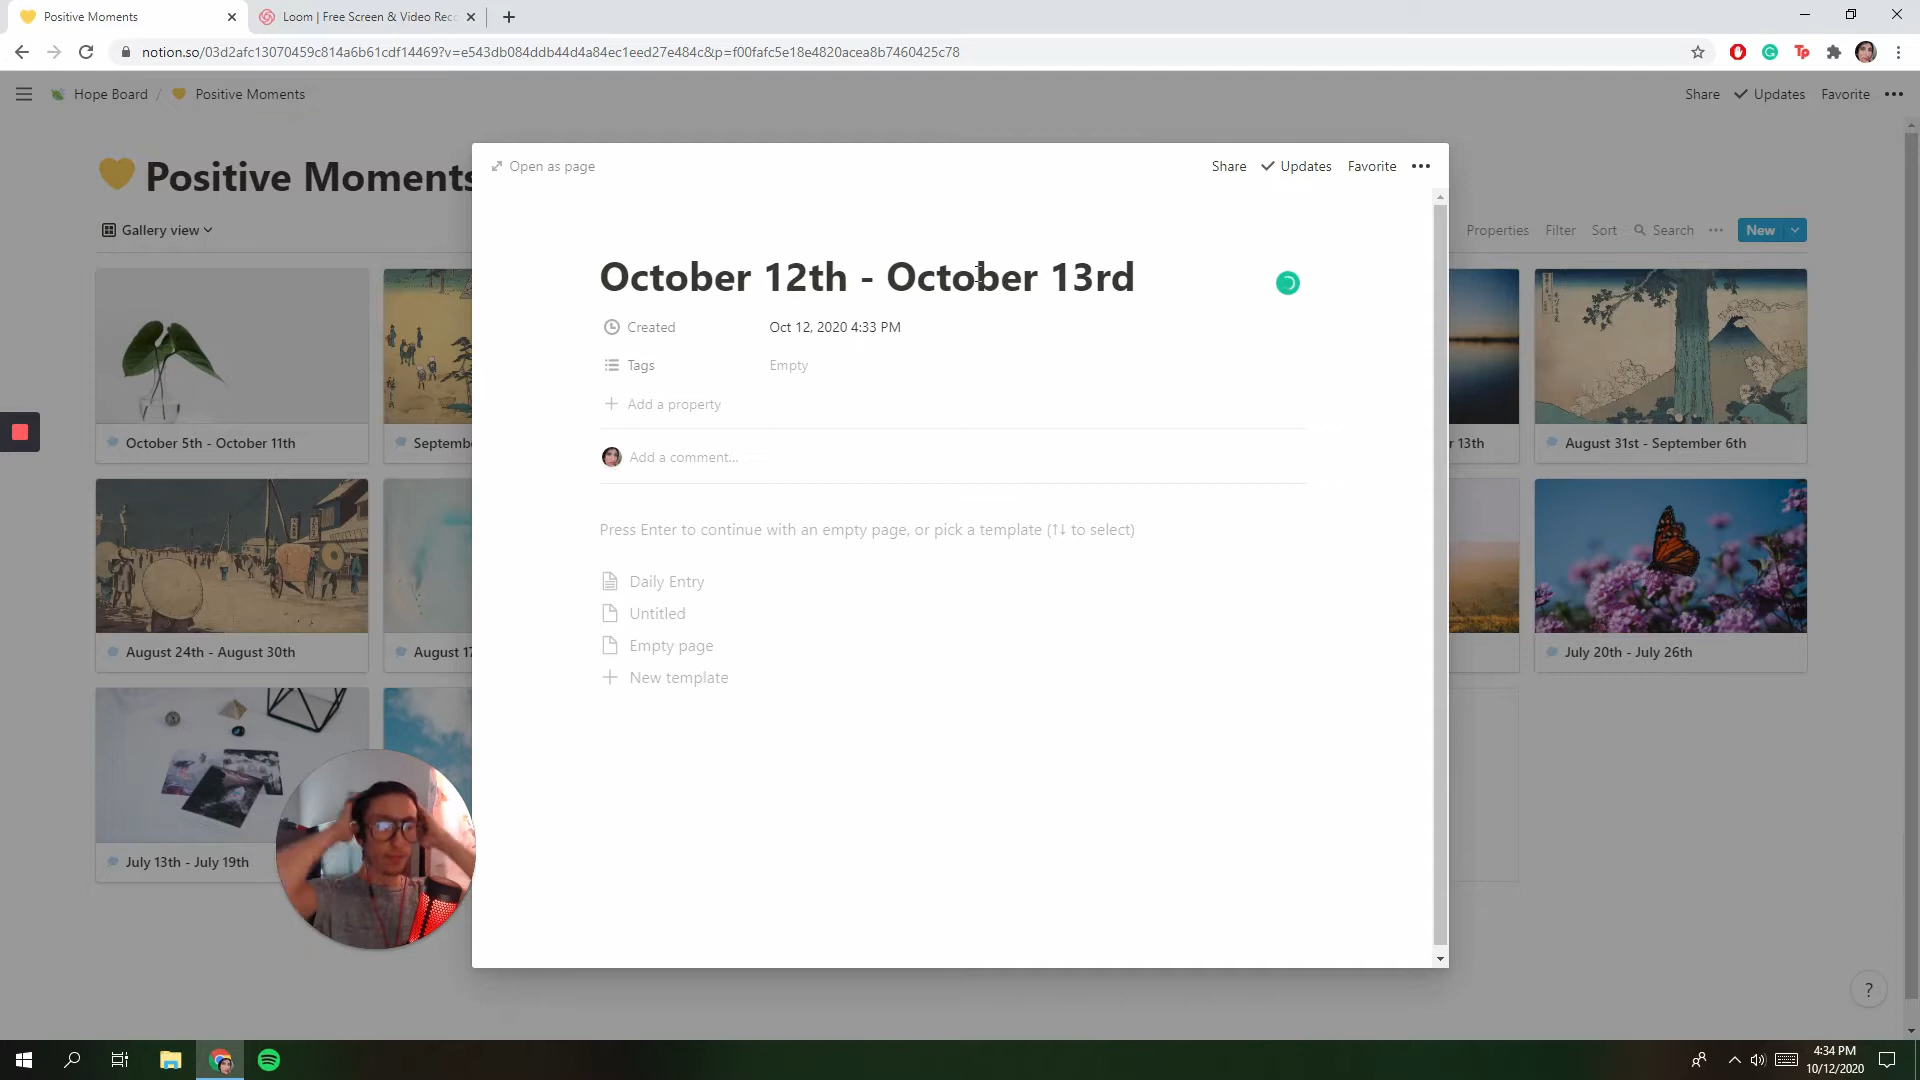 Positive Moments
Loom | Free Screen & Video Rec
notion.so/03d2afc13070459c814a6b61cdf14469?v=e543db084ddb44d4a84ec1eed27e484c&p=f00fafc5e18e4820acea8b7460425c78
Hope Board / Positive Moments
Share Updates Favorite
Positive Moments
Open as page
Share Updates Favorite
Gallery view
Properties Filter Sort Search New
October 12th - October 13rd
Created Oct 12, 2020 4:33 PM
Tags Empty
Add a property
Add a comment...
Press Enter to continue with an empty page, or pick a template (↑↓ to select)
Daily Entry
Untitled
Empty page
New template
October 5th - October 11th
Septemb
r 13th
August 31st - September 6th
August 24th - August 30th
August 17
July 20th - July 26th
July 13th - July 19th
?
4:34 PM
10/12/2020